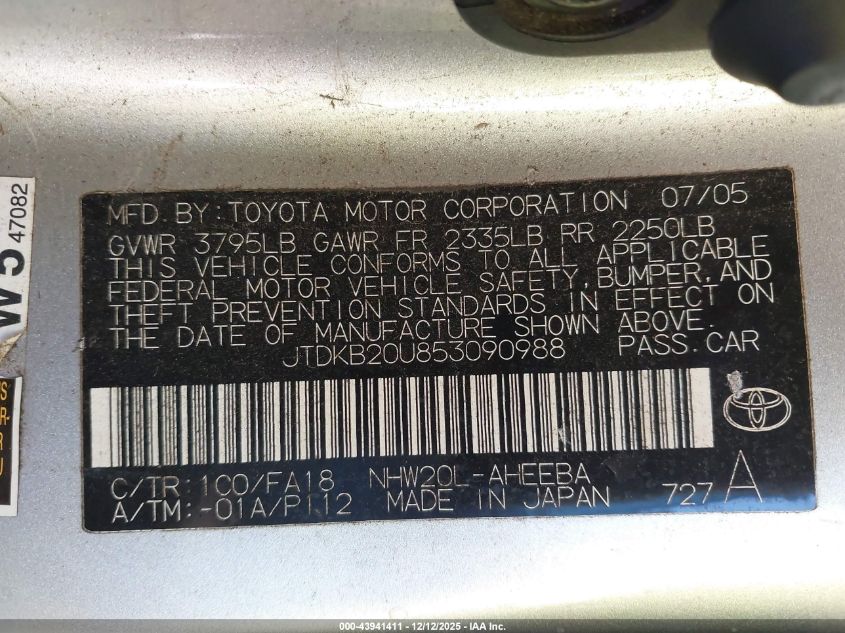 MFD. BY: TOYOTA MOTOR CORPORATION 07/05
GVWR 3795LB GAWR FR 2335LB RR 2250LB
THIS VEHICLE CONFORMS TO ALL APPLICABLE
FEDERAL MOTOR VEHICLE SAFETY, BUMPER, AND
THEFT PREVENTION STANDARDS IN EFFECT ON
THE DATE OF MANUFACTURE SHOWN ABOVE.
JTDKB20U853090988 PASS. CAR
C/TR: 1C0/FA18 NHW20L-AHEEBA
A/TM: -01A/P112 MADE IN JAPAN 727 A
W 5 47082
S
R-
R
U
000-43941411 - 12/12/2025 - IAA Inc.